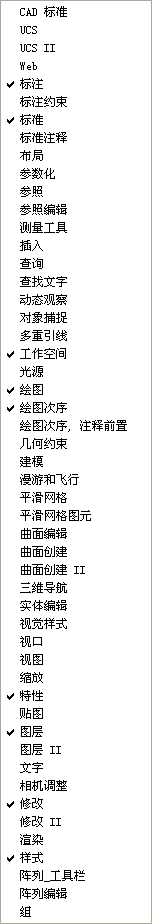 CAD 标准
UCS
UCS II
Web
标注
标注约束
标准
标准注释
布局
参数化
参照
参照编辑
测量工具
插入
查询
查找文字
动态观察
对象捕捉
多重引线
工作空间
光源
绘图
绘图次序
绘图次序, 注释前置
几何约束
建模
漫游和飞行
平滑网格
平滑网格图元
曲面编辑
曲面创建
曲面创建 II
三维导航
实体编辑
视觉样式
视口
视图
缩放
特性
贴图
图层
图层 II
文字
相机调整
修改
修改 II
渲染
样式
阵列_工具栏
阵列编辑
组